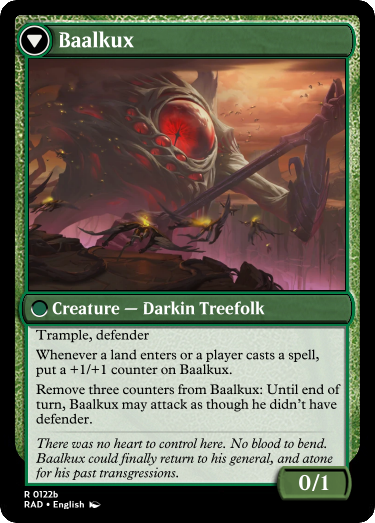 Baalkux
Creature — Darkin Treefolk
Trample, defender
Whenever a land enters or a player casts a spell,
put a +1/+1 counter on Baalkux.
Remove three counters from Baalkux: Until end of
turn, Baalkux may attack as though he didn't have
defender.
There was no heart to control here. No blood to bend.
Baalkux could finally return to his general, and atone
for his past transgressions.
0/1
R 0122b
RAD • English